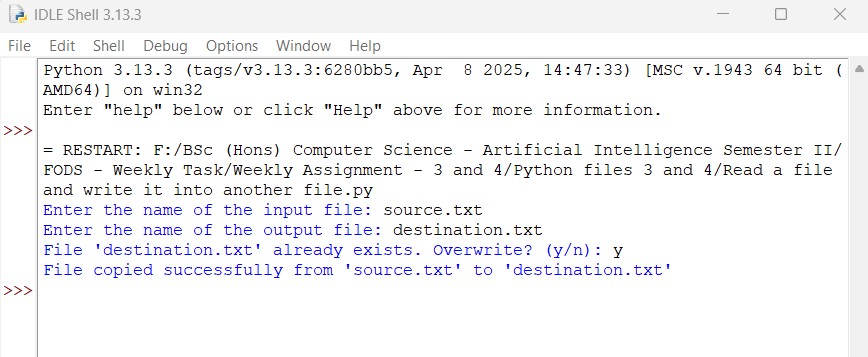 IDLE Shell 3.13.3
File Edit Shell Debug Options Window Help
Python 3.13.3 (tags/v3.13.3:6280bb5, Apr  8 2025, 14:47:33) [MSC v.1943 64 bit (
AMD64)] on win32
Enter "help" below or click "Help" above for more information.
>>>
= RESTART: F:/BSc (Hons) Computer Science - Artificial Intelligence Semester II/
FODS - Weekly Task/Weekly Assignment - 3 and 4/Python files 3 and 4/Read a file
and write it into another file.py
Enter the name of the input file: source.txt
Enter the name of the output file: destination.txt
File 'destination.txt' already exists. Overwrite? (y/n): y
File copied successfully from 'source.txt' to 'destination.txt'
>>>